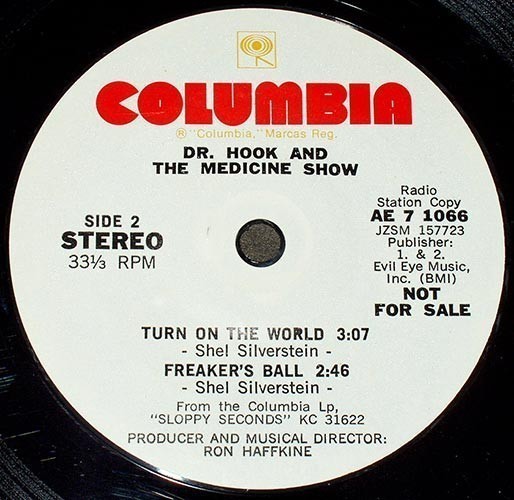 COLUMBIA
® "Columbia," Marcas Reg.
DR. HOOK AND
THE MEDICINE SHOW
SIDE 2
STEREO
33⅓ RPM
Radio
Station Copy
AE 7 1066
JZSM 157723
Publisher:
1. & 2.
Evil Eye Music,
Inc. (BMI)
NOT
FOR SALE
TURN ON THE WORLD 3:07
- Shel Silverstein -
FREAKER'S BALL 2:46
- Shel Silverstein -
From the Columbia Lp,
"SLOPPY SECONDS" KC 31622
PRODUCER AND MUSICAL DIRECTOR:
RON HAFFKINE